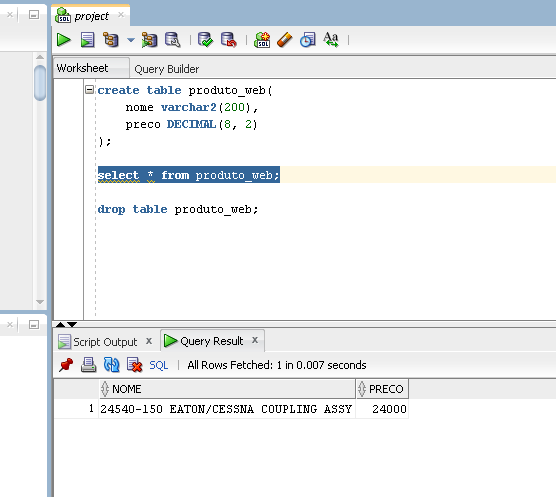 project
SQL
Aa
Worksheet
Query Builder
create table produto_web(
nome varchar2(200),
preco DECIMAL(8, 2)
);
select * from produto_web;
drop table produto_web;
Script Output x
Query Result x
SQL | All Rows Fetched: 1 in 0.007 seconds
NOME PRECO
1 24540-150 EATON/CESSNA COUPLING ASSY 24000